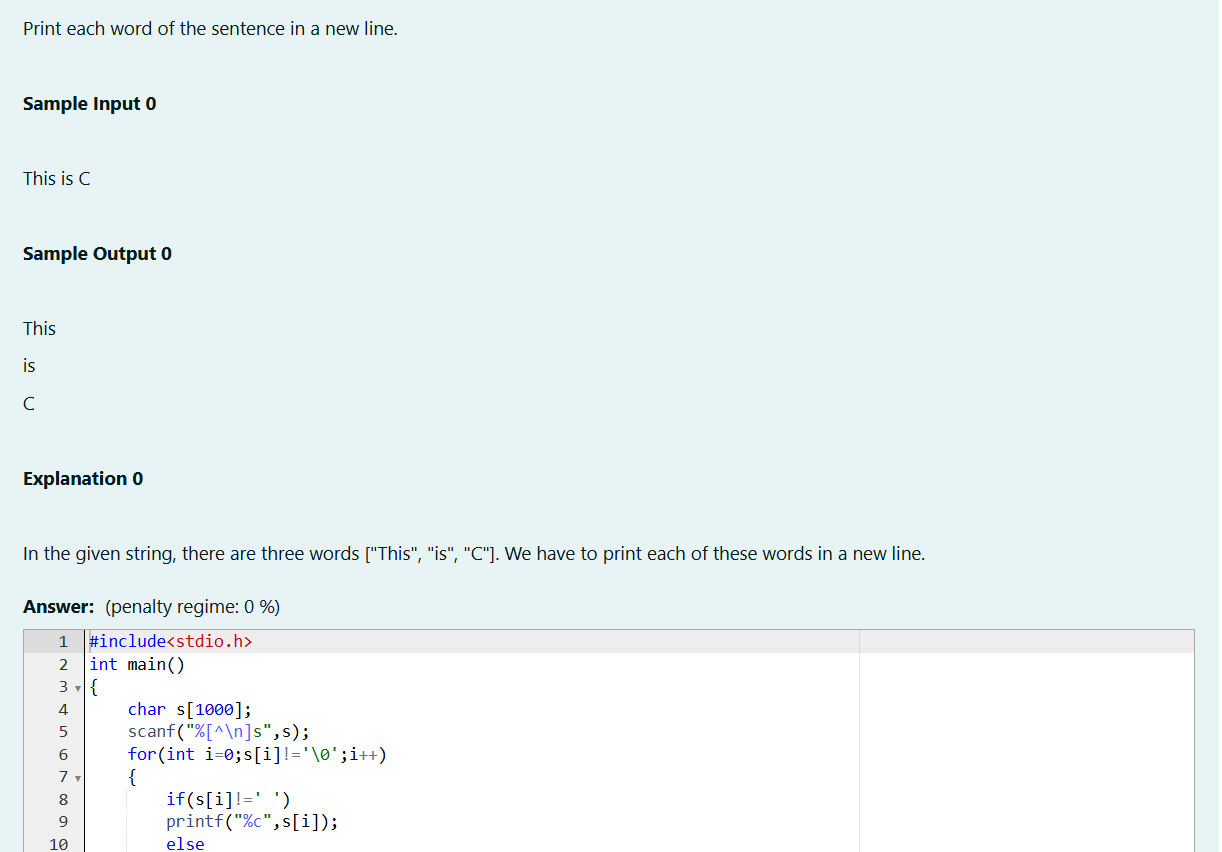 Print each word of the sentence in a new line.
Sample Input 0
This is C
Sample Output 0
This
is
C
Explanation 0
In the given string, there are three words ["This", "is", "C"]. We have to print each of these words in a new line.
Answer: (penalty regime: 0 %)
1 #include<stdio.h>
2 int main()
3 {
4     char s[1000];
5     scanf("%[^\n]s",s);
6     for(int i=0;s[i]!='\0';i++)
7     {
8         if(s[i]!=' ')
9         printf("%c",s[i]);
10         else